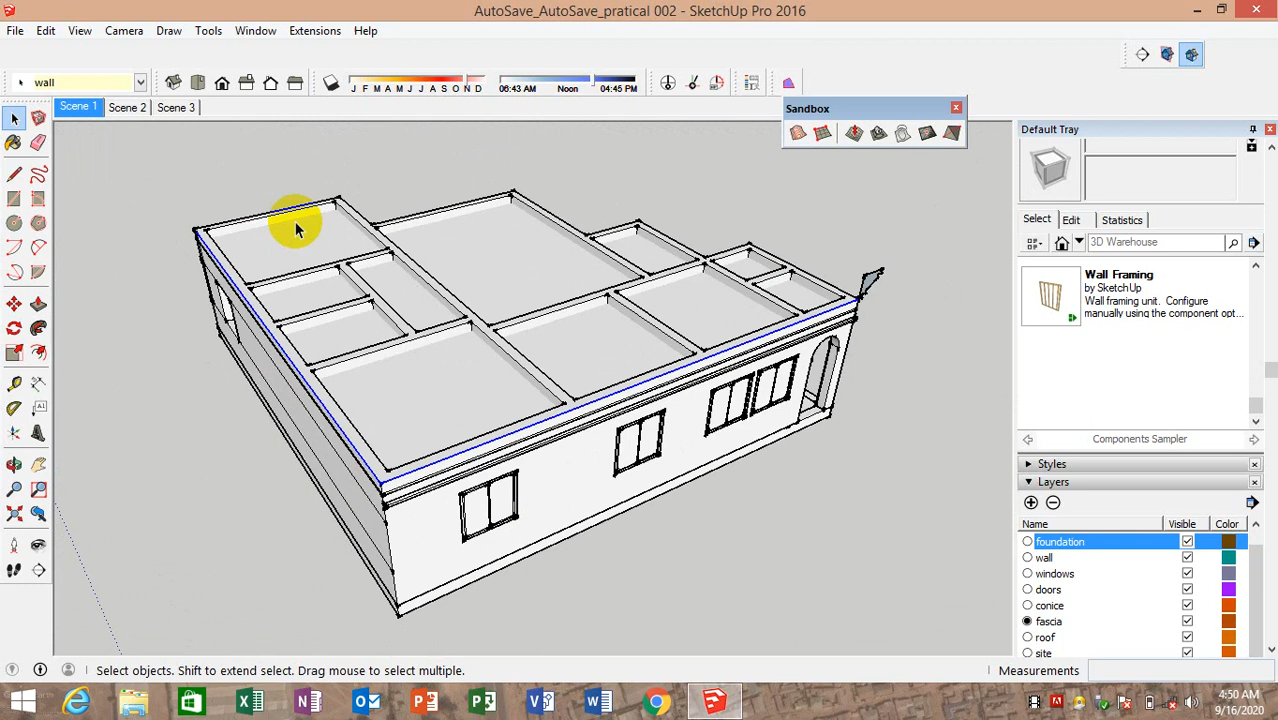 AutoSave_AutoSave_pratical 002 - SketchUp Pro 2016
File Edit View Camera Draw Tools Window Extensions Help
wall
J F M A M J J A S O N D
06:43 AM Noon 04:45 PM
Scene 1 Scene 2 Scene 3
Sandbox
Default Tray
Select Edit Statistics
3D Warehouse
Wall Framing
by SketchUp
Wall framing unit. Configure
manually using the component opt...
Components Sampler
Styles
Layers
Name Visible Color
foundation
wall
windows
doors
conice
fascia
roof
site
Select objects. Shift to extend select. Drag mouse to select multiple.
Measurements
4:50 AM
9/16/2020